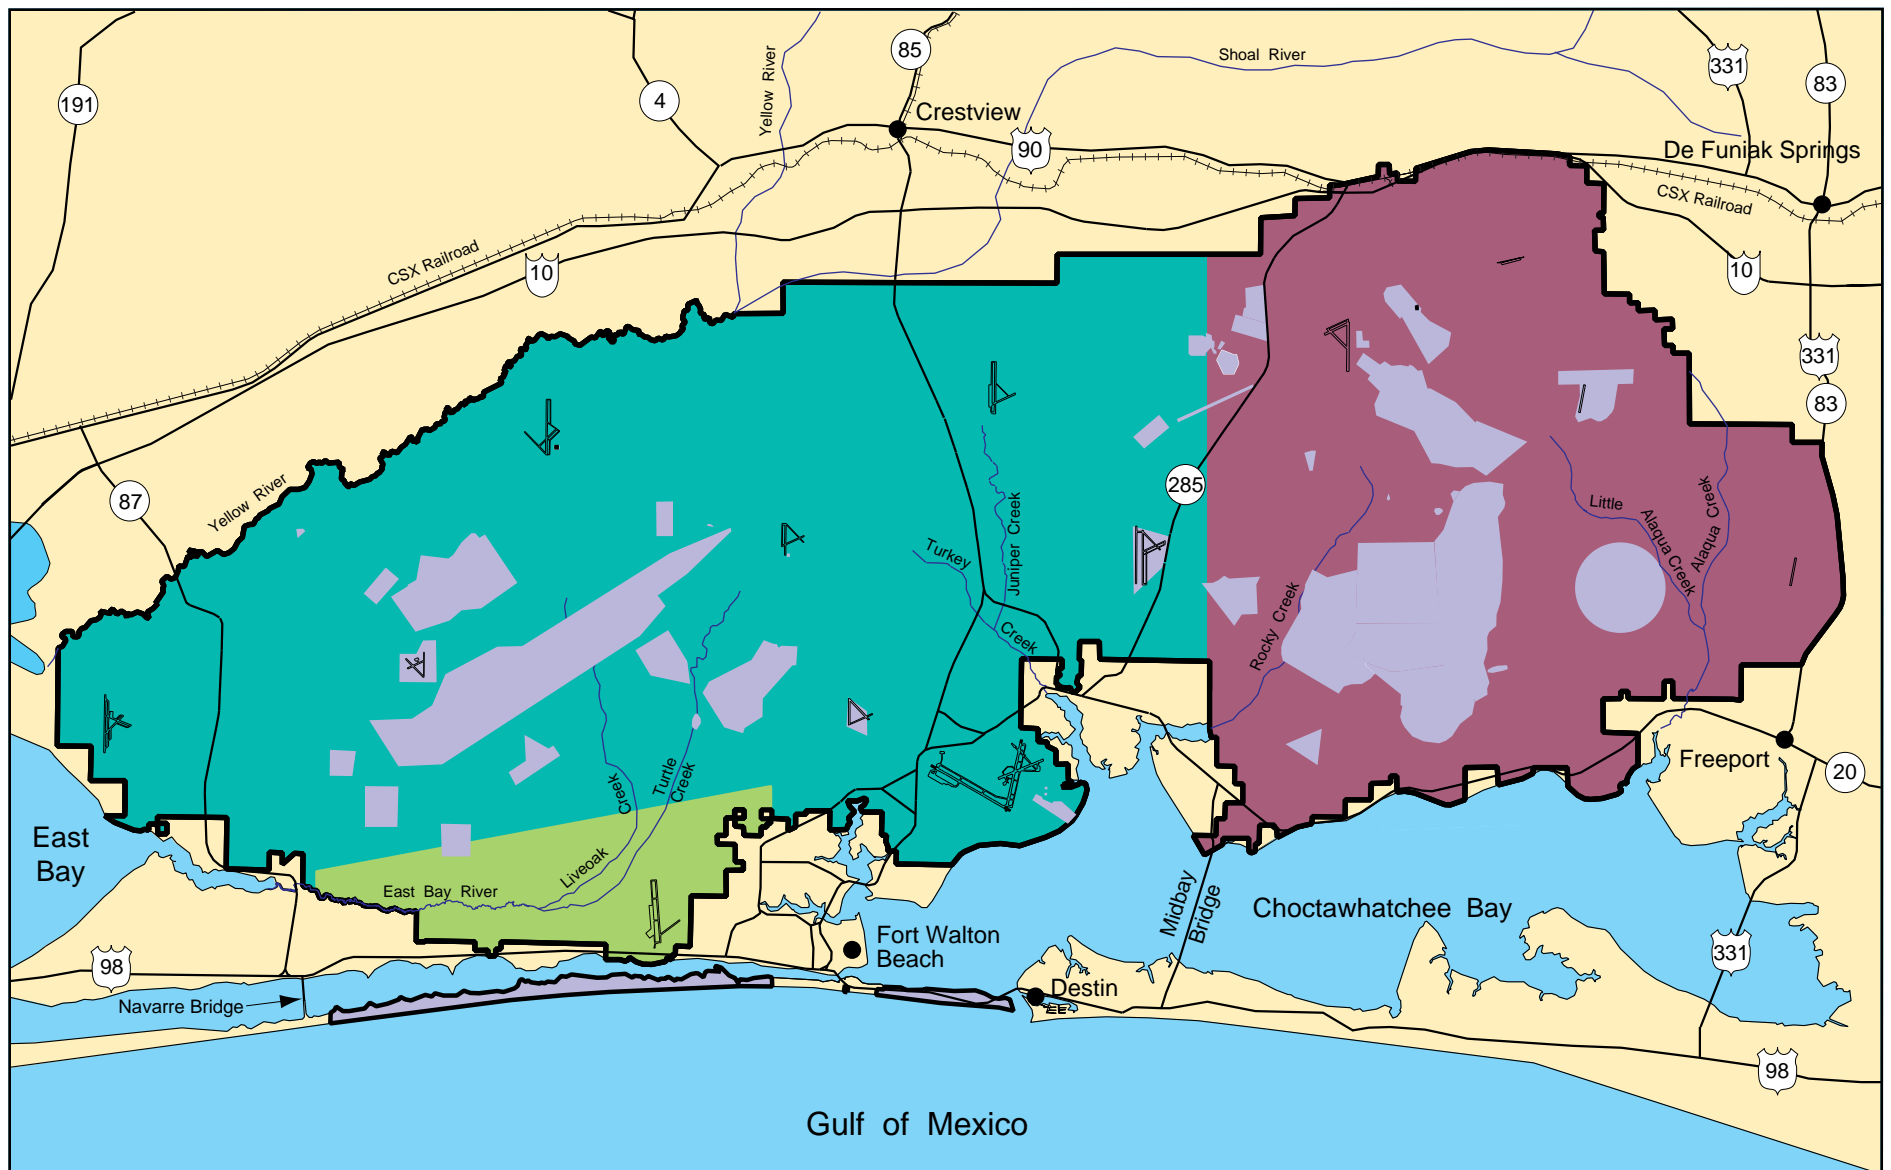 85
Shoal River
331
83
191
4
Yellow River
Crestview
90
De Funiak Springs
CSX Railroad
CSX Railroad
10
10
331
83
87
Yellow River
285
Juniper Creek
Turkey
Creek
Little
Alaqua Creek
Alaqua Creek
Rocky Creek
Turtle
Creek
Creek
Liveoak
East Bay River
East
Bay
Freeport
20
Midbay
Bridge
Choctawhatchee Bay
Fort Walton
Beach
331
98
Navarre Bridge
Destin
98
Gulf of Mexico